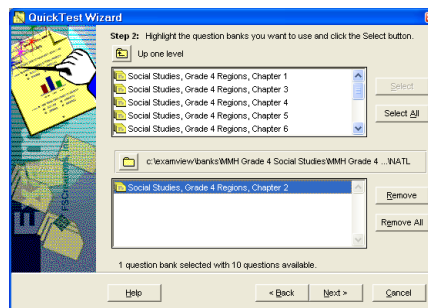 QuickTest Wizard
Step 2: Highlight the question banks you want to use and click the Select button.
Up one level
Social Studies, Grade 4 Regions, Chapter 1
Social Studies, Grade 4 Regions, Chapter 3
Social Studies, Grade 4 Regions, Chapter 4
Social Studies, Grade 4 Regions, Chapter 5
Social Studies, Grade 4 Regions, Chapter 6
Select
Select All
c:\examview\banks\MMH Grade 4 Social Studies\MMH Grade 4 ...\NATL
Social Studies, Grade 4 Regions, Chapter 2
Remove
Remove All
1 question bank selected with 10 questions available.
Help
< Back
Next >
Cancel